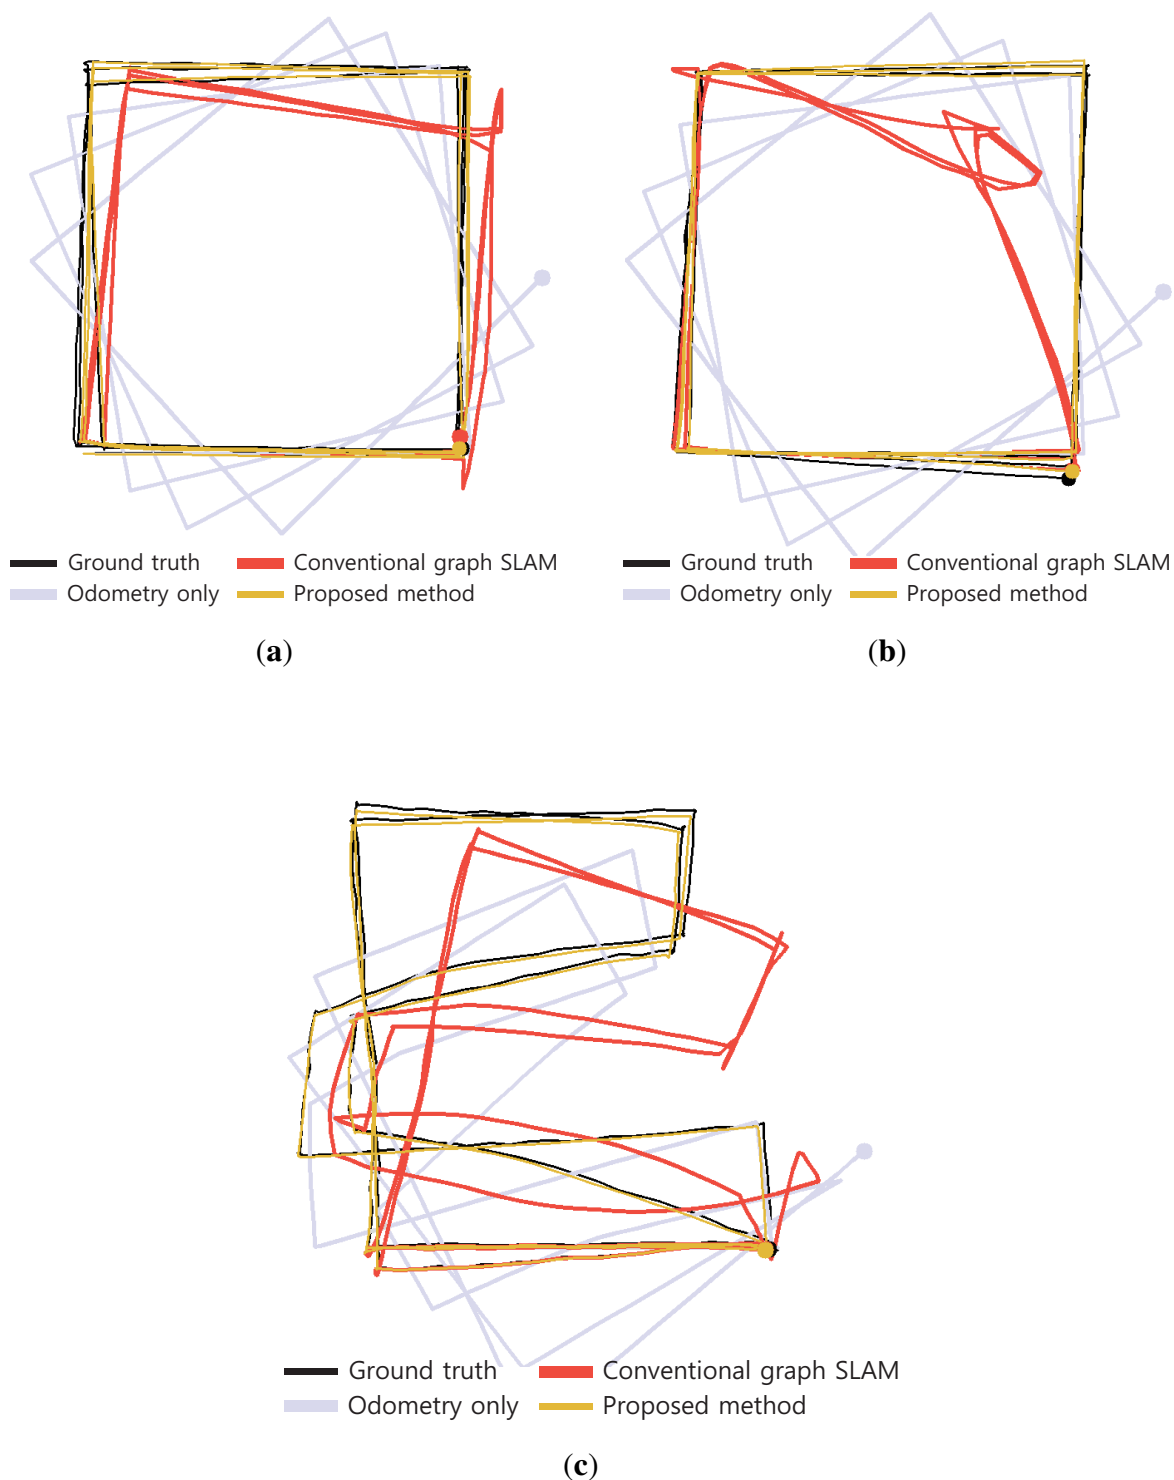 Ground truth Conventional graph SLAM
Odometry only Proposed method
(a)
Ground truth Conventional graph SLAM
Odometry only Proposed method
(b)
Ground truth Conventional graph SLAM
Odometry only Proposed method
(c)